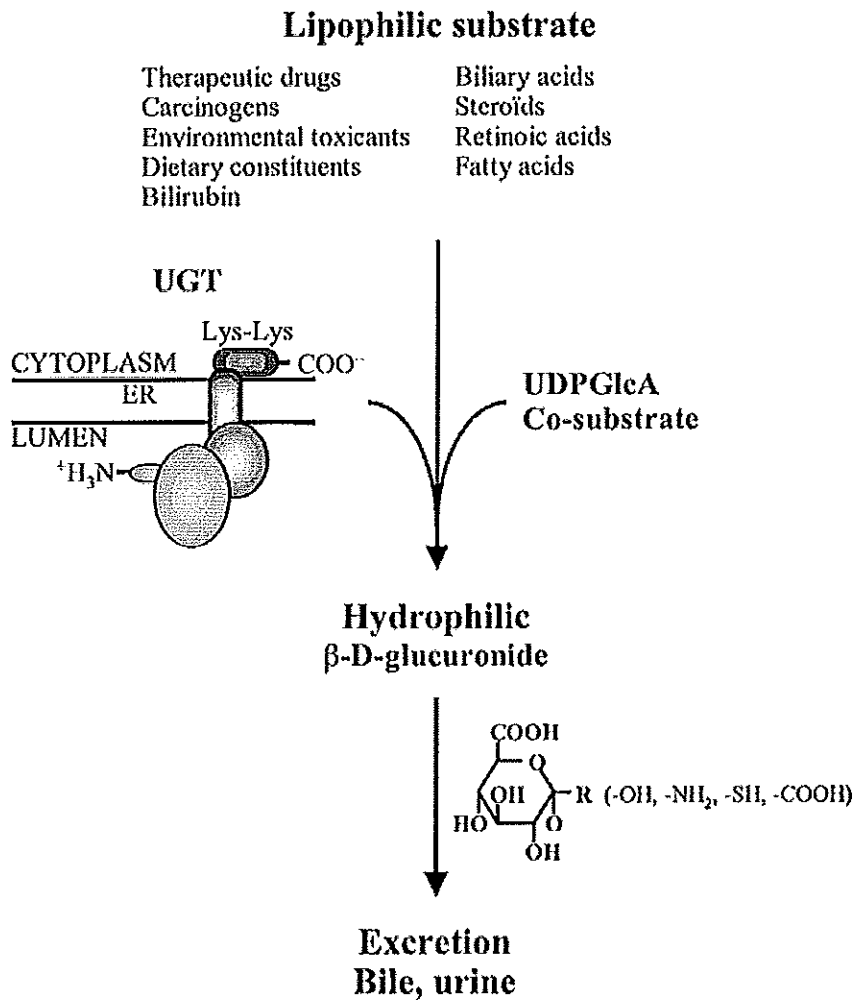 Lipophilic substrate
Therapeutic drugs
Carcinogens
Environmental toxicants
Dietary constituents
Bilirubin
Biliary acids
Steroïds
Retinoic acids
Fatty acids
UGT
Lys-Lys
CYTOPLASM
COO⁻
ER
LUMEN
⁺H₃N
UDPGlcA
Co-substrate
Hydrophilic
β-D-glucuronide
COOH
O
OH
R (-OH, -NH₂, -SH, -COOH)
HO
O
OH
Excretion
Bile, urine